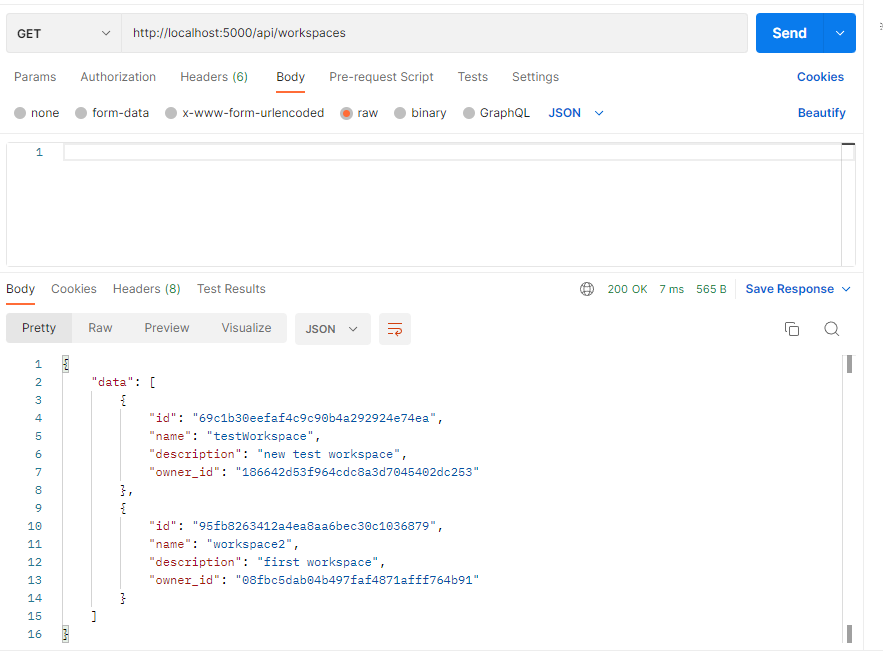 GET http://localhost:5000/api/workspaces Send
Params Authorization Headers (6) Body Pre-request Script Tests Settings Cookies
none form-data x-www-form-urlencoded raw binary GraphQL JSON Beautify
1
Body Cookies Headers (8) Test Results 200 OK 7 ms 565 B Save Response
Pretty Raw Preview Visualize JSON
1 {
2 "data": [
3 {
4 "id": "69c1b30eefaf4c9c90b4a292924e74ea",
5 "name": "testWorkspace",
6 "description": "new test workspace",
7 "owner_id": "186642d53f964cdc8a3d7045402dc253"
8 },
9 {
10 "id": "95fb8263412a4ea8aa6bec30c1036879",
11 "name": "workspace2",
12 "description": "first workspace",
13 "owner_id": "08fbc5dab04b497faf4871afff764b91"
14 }
15 ]
16 }